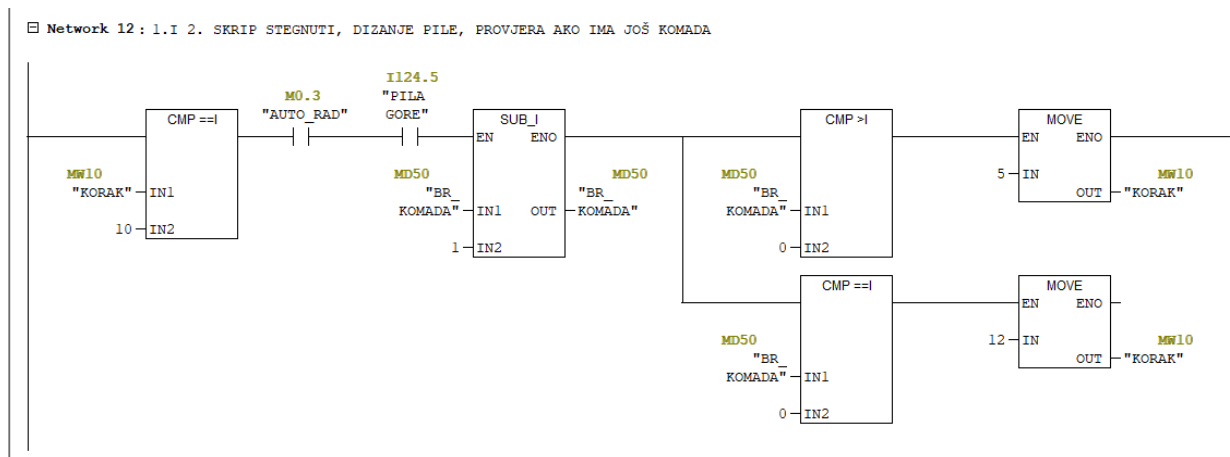 Network 12 : 1.I 2. SKRIP STEGNUTI, DIZANJE PILE, PROVJERA AKO IMA JOŠ KOMADA
I124.5
M0.3 "PILA
CMP ==I "AUTO_RAD" GORE" SUB_I CMP >I MOVE
EN ENO EN ENO
MW10 MD50 MD50 MD50 5 IN MW10
"KORAK" IN1 "BR_ "BR_ "BR_ OUT "KORAK"
KOMADA" IN1 OUT KOMADA" KOMADA" IN1
10 IN2 1 IN2 0 IN2
CMP ==I MOVE
EN ENO
MD50 12 IN MW10
"BR_ OUT "KORAK"
KOMADA" IN1
0 IN2